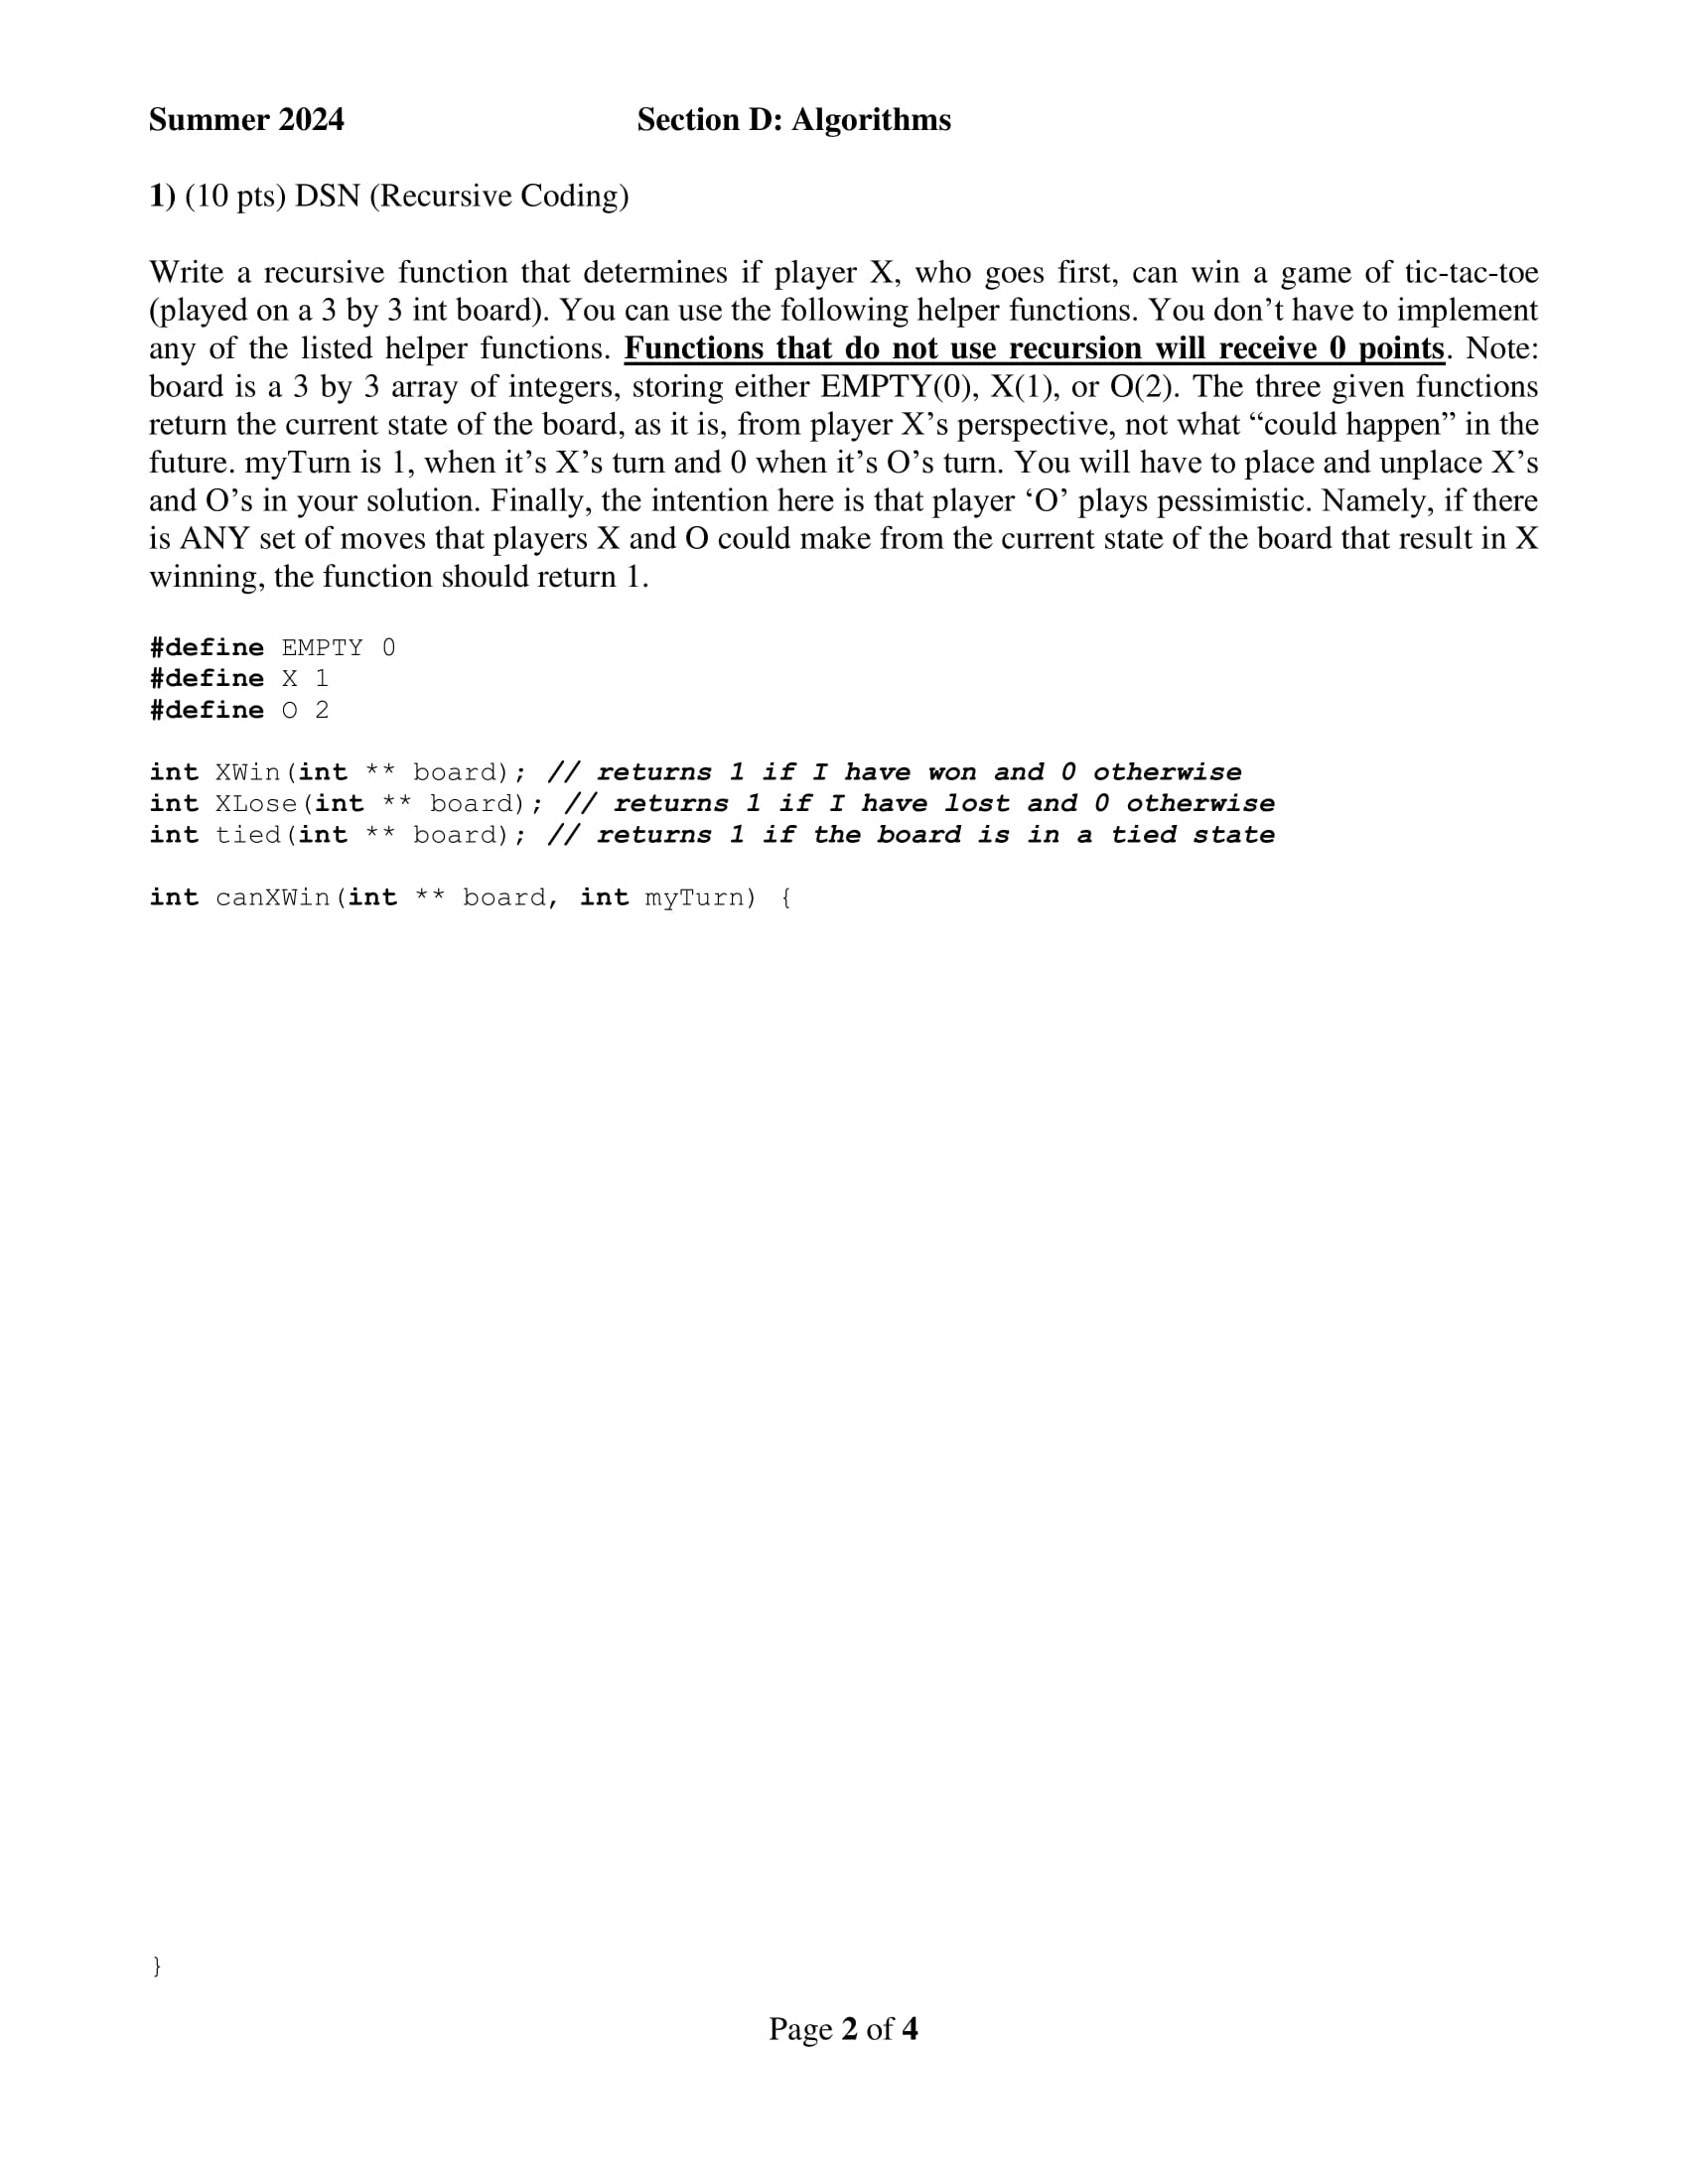 Summer 2024 Section D: Algorithms
1) (10 pts) DSN (Recursive Coding)
Write a recursive function that determines if player X, who goes first, can win a game of tic-tac-toe
(played on a 3 by 3 int board). You can use the following helper functions. You don’t have to implement
any of the listed helper functions. Functions that do not use recursion will receive 0 points. Note:
board is a 3 by 3 array of integers, storing either EMPTY(0), X(1), or O(2). The three given functions
return the current state of the board, as it is, from player X’s perspective, not what “could happen” in the
future. myTurn is 1, when it’s X’s turn and 0 when it’s O’s turn. You will have to place and unplace X’s
and O’s in your solution. Finally, the intention here is that player ‘O’ plays pessimistic. Namely, if there
is ANY set of moves that players X and O could make from the current state of the board that result in X
winning, the function should return 1.
#define EMPTY 0
#define X 1
#define O 2
int XWin(int ** board); // returns 1 if I have won and 0 otherwise
int XLose(int ** board); // returns 1 if I have lost and 0 otherwise
int tied(int ** board); // returns 1 if the board is in a tied state
int canXWin(int ** board, int myTurn) {
}
Page 2 of 4